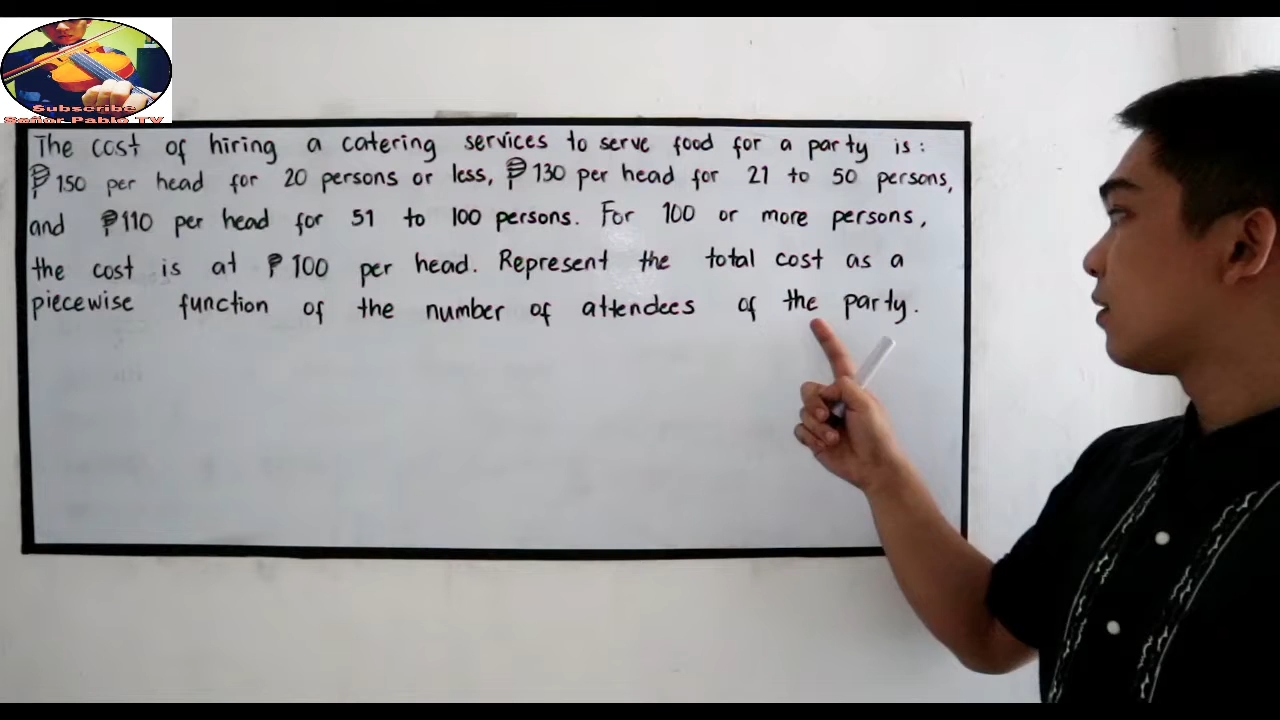 Subscribe
Señor Pablo TV
The cost of hiring a catering services to serve food for a party is:
₱150 per head for 20 persons or less, ₱130 per head for 21 to 50 persons,
and ₱110 per head for 51 to 100 persons. For 100 or more persons,
the cost is at ₱100 per head. Represent the total cost as a
piecewise function of the number of attendees of the party.